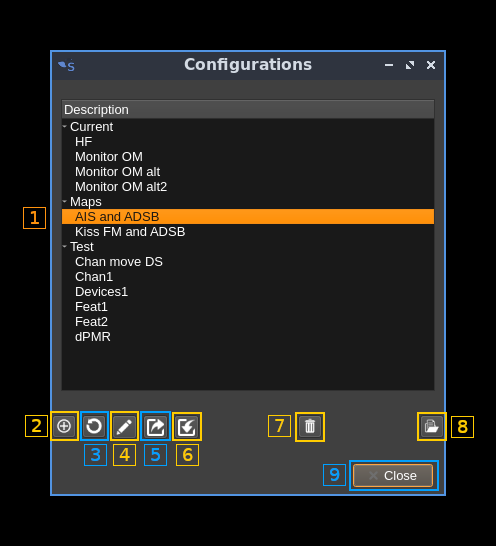 S
Configurations
Description
Current
HF
Monitor OM
Monitor OM alt
Monitor OM alt2
Maps
1
AIS and ADSB
Kiss FM and ADSB
Test
Chan move DS
Chan1
Devices1
Feat1
Feat2
dPMR
2
7
8
3
4
5
6
9
Close